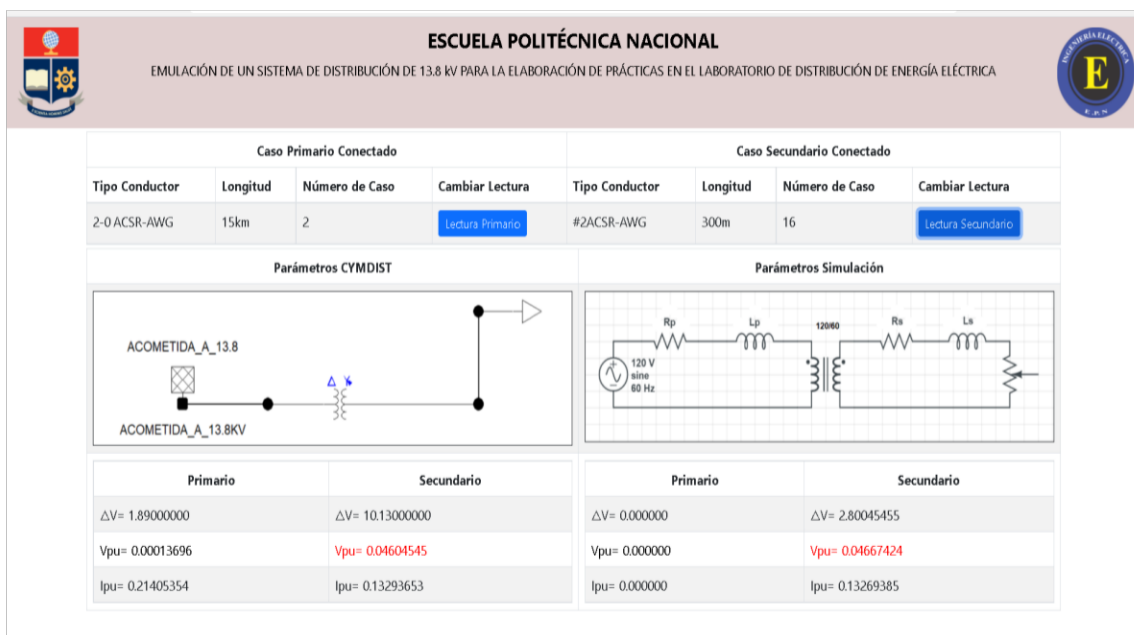 ESCUELA POLITÉCNICA NACIONAL
EMULACIÓN DE UN SISTEMA DE DISTRIBUCIÓN DE 13.8 kV PARA LA ELABORACIÓN DE PRÁCTICAS EN EL LABORATORIO DE DISTRIBUCIÓN DE ENERGÍA ELÉCTRICA
INGENIERÍA ELECTRICA
E
E.P.N
Caso Primario Conectado
Caso Secundario Conectado
Tipo Conductor Longitud Número de Caso Cambiar Lectura Tipo Conductor Longitud Número de Caso Cambiar Lectura
2-0 ACSR-AWG 15km 2 Lectura Primario #2ACSR-AWG 300m 16 Lectura Secundario
Parámetros CYMDIST
Parámetros Simulación
ACOMETIDA_A_13.8
ACOMETIDA_A_13.8KV
Δ Y
Rp Lp 120/60 Rs Ls
120 V
sine
60 Hz
Primario Secundario Primario Secundario
△V= 1.89000000 △V= 10.13000000 △V= 0.000000 △V= 2.80045455
Vpu= 0.00013696 Vpu= 0.04604545 Vpu= 0.000000 Vpu= 0.04667424
Ipu= 0.21405354 Ipu= 0.13293653 Ipu= 0.000000 Ipu= 0.13269385